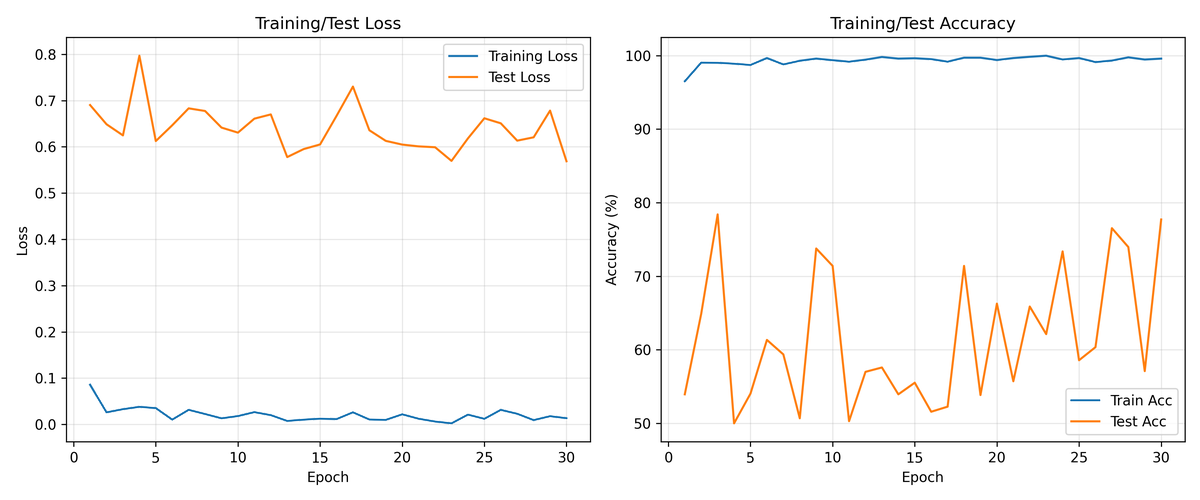 Training/Test Loss
Training Loss
Test Loss
0.8
0.7
0.6
0.5
0.4
0.3
0.2
0.1
0.0
Loss
0 5 10 15 20 25 30
Epoch
Training/Test Accuracy
100
90
80
70
60
50
Accuracy (%)
Train Acc
Test Acc
0 5 10 15 20 25 30
Epoch